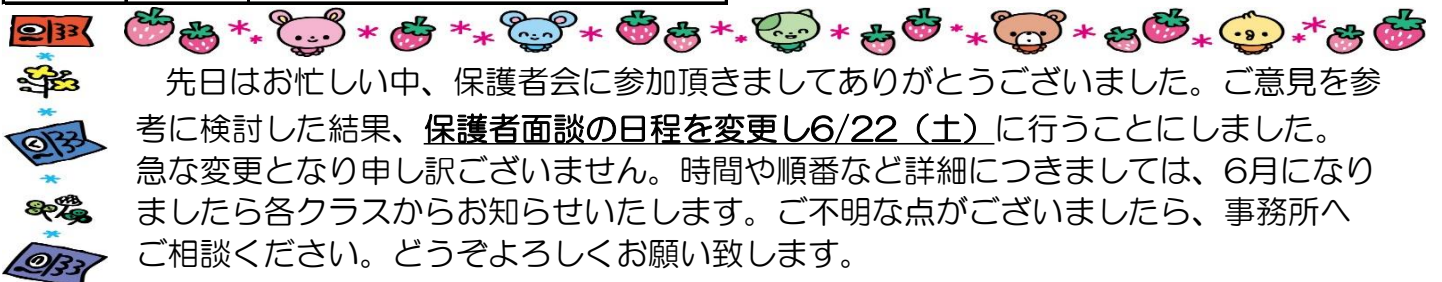 先日はお忙しい中、保護者会に参加頂きましてありがとうございました。ご意見を参
考に検討した結果、保護者面談の日程を変更し6/22（土）に行うことにしました。
急な変更となり申し訳ございません。時間や順番など詳細につきましては、6月になり
ましたら各クラスからお知らせいたします。ご不明な点がございましたら、事務所へ
ご相談ください。どうぞよろしくお願い致します。